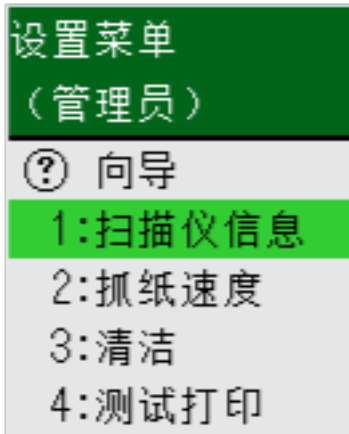 设置菜单
（管理员）
? 向导
1:扫描仪信息
2:抓纸速度
3:清洁
4:测试打印